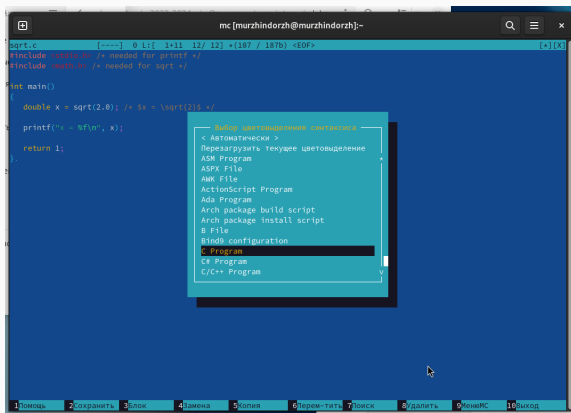 mc [murzhindorzh@murzhindorzh]:~
sqrt.c [----] 0 L:[ 1+11 12/ 12] *(187 / 187b) <EOF> [*][X]
#include <stdio.h> /* needed for printf */
#include <math.h> /* needed for sqrt */
int main()
{
double x = sqrt(2.0); /* $x = \sqrt{2}$ */
printf("x = %f\n", x);
return 1;
}
Выбор цветовыделения синтаксиса
< Автоматически >
Перезагрузить текущее цветовыделение
ASM Program
ASPX File
AWK File
ActionScript Program
Ada Program
Arch package build script
Arch package install script
B File
Bind9 configuration
C Program
C# Program
C/C++ Program
1Помощь 2Сохранить 3Блок 4Замена 5Копия 6Перем~тить 7Поиск 8Удалить 9МенюМС 10Выход